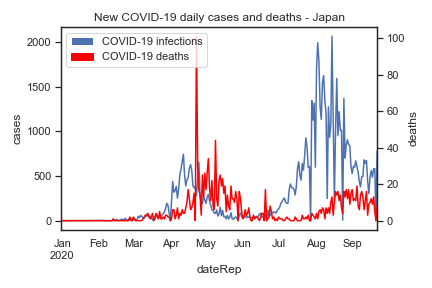 New COVID-19 daily cases and deaths - Japan
COVID-19 infections
COVID-19 deaths
2000
1500
1000
500
0
cases
100
80
60
40
20
0
deaths
Jan Feb Mar Apr May Jun Jul Aug Sep
2020
dateRep